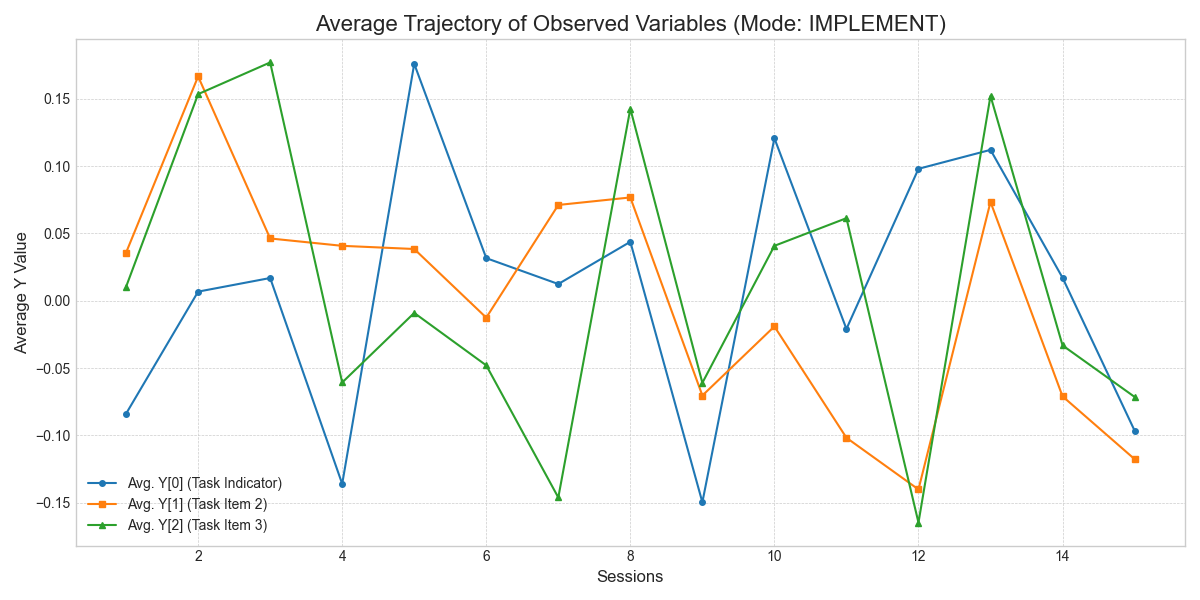 Average Trajectory of Observed Variables (Mode: IMPLEMENT)
Average Y Value
0.15
0.10
0.05
0.00
−0.05
−0.10
−0.15
Avg. Y[0] (Task Indicator)
Avg. Y[1] (Task Item 2)
Avg. Y[2] (Task Item 3)
2 4 6 8 10 12 14
Sessions